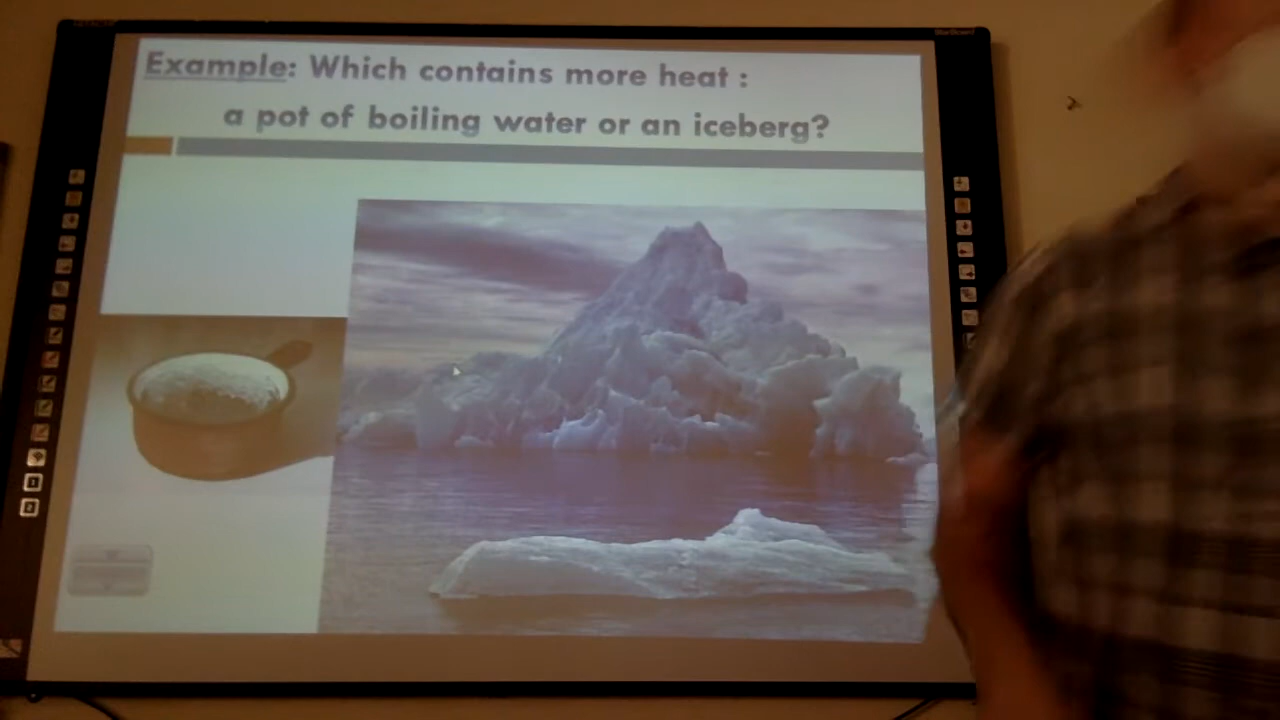 Example: Which contains more heat :
a pot of boiling water or an iceberg?